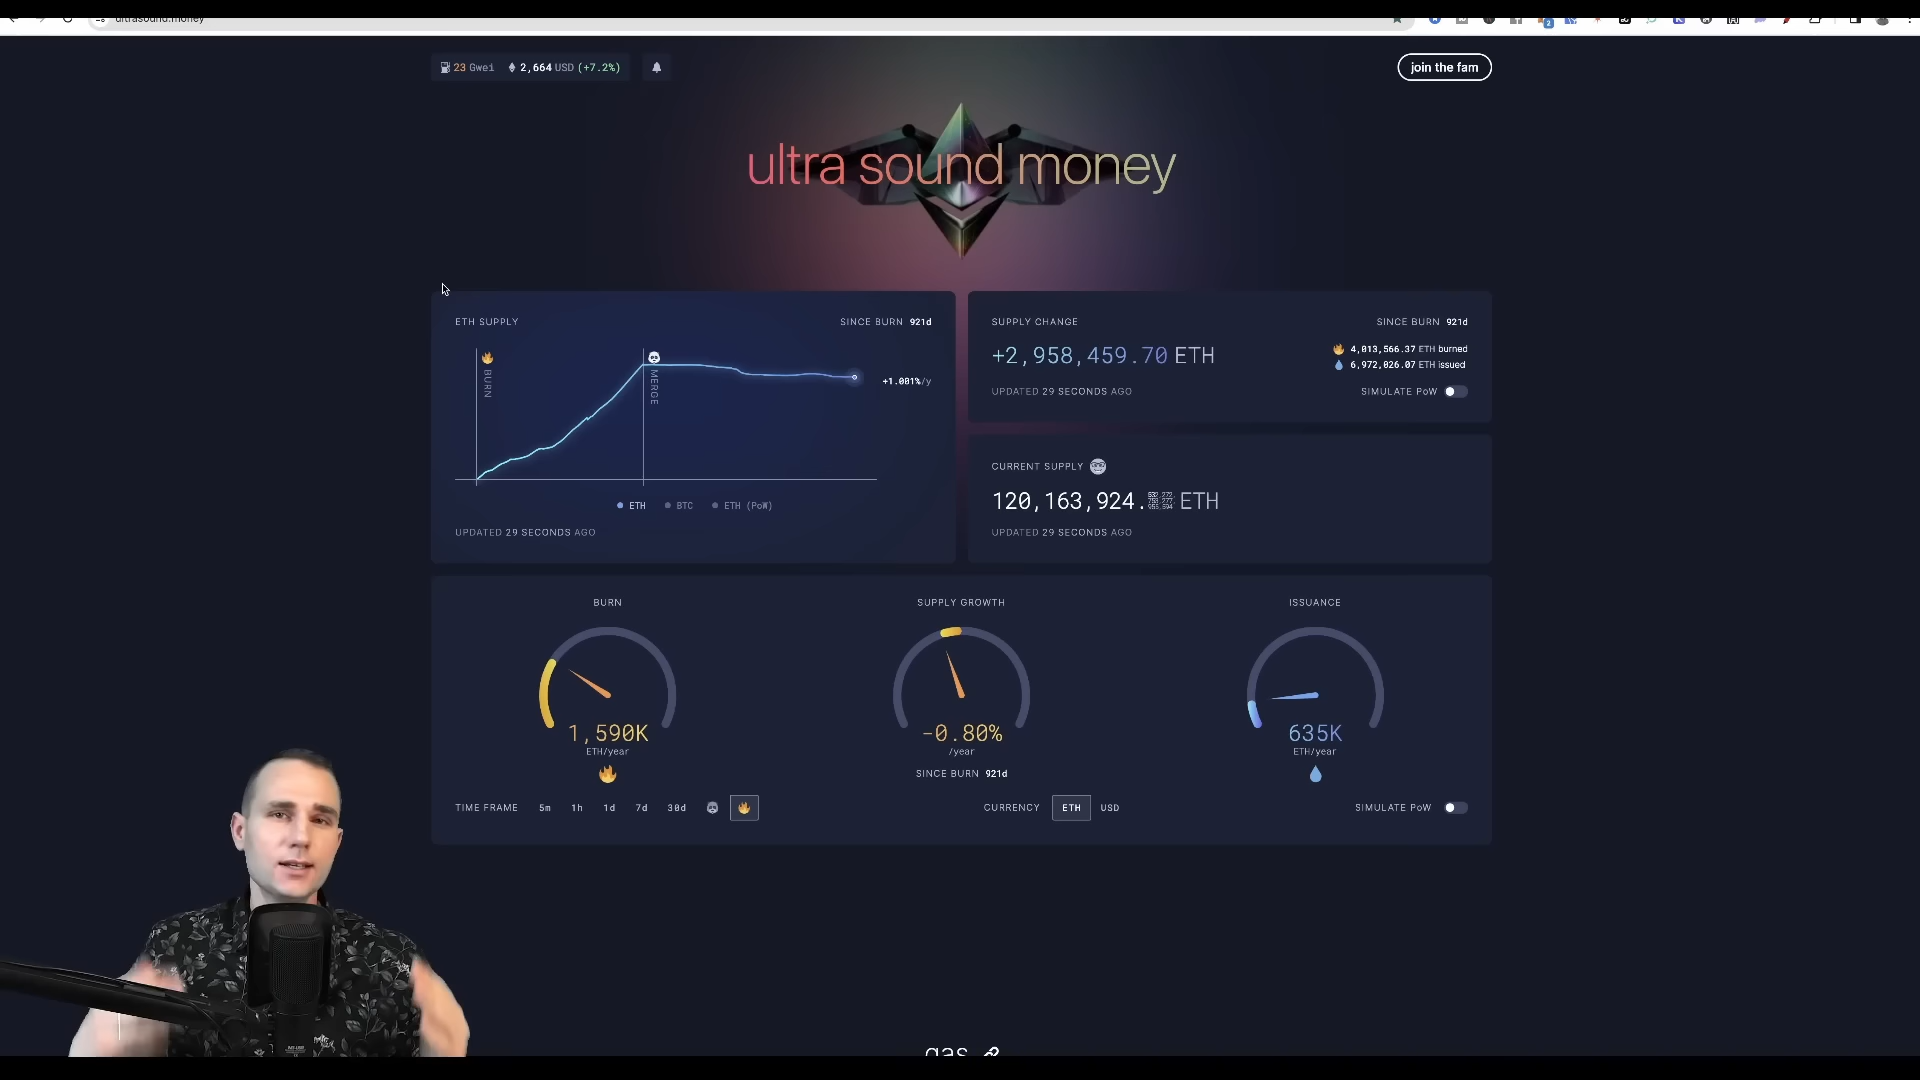 ultrasound.money
23 Gwei 2,664 USD (+7.2%)
join the fam
ultra sound money
ETH SUPPLY
SINCE BURN 921d
BURN
MERGE
+1.001%/y
ETH BTC ETH (PoW)
UPDATED 29 SECONDS AGO
SUPPLY CHANGE
SINCE BURN 921d
+2,958,459.70 ETH
4,013,566.37 ETH burned
6,972,026.07 ETH issued
UPDATED 29 SECONDS AGO
SIMULATE PoW
CURRENT SUPPLY
120,163,924. ETH
UPDATED 29 SECONDS AGO
BURN
1,590K
ETH/year
SUPPLY GROWTH
-0.80%
/year
SINCE BURN 921d
ISSUANCE
635K
ETH/year
TIME FRAME 5m 1h 1d 7d 30d
CURRENCY ETH USD
SIMULATE PoW
gas